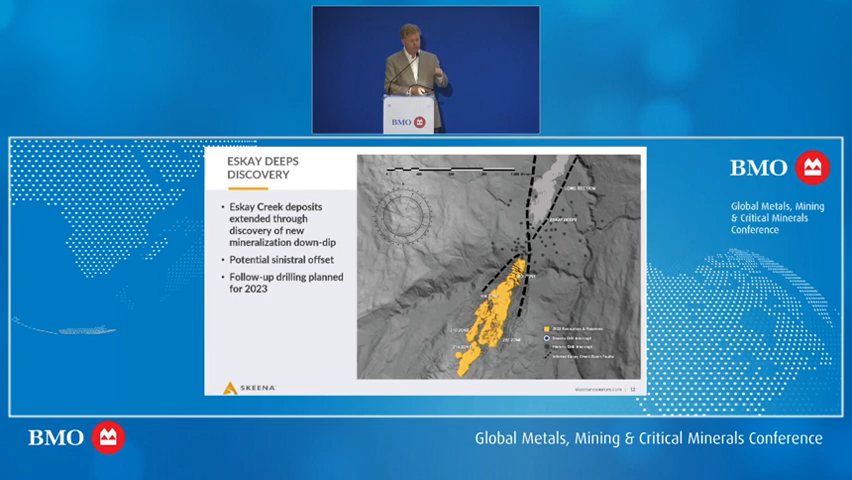 BMO
ESKAY DEEPS
DISCOVERY
• Eskay Creek deposits
extended through
discovery of new
mineralization down-dip
• Potential sinistral offset
• Follow-up drilling planned
for 2023
LONG SECTION
SKEENA
12
BMO
Global Metals, Mining
& Critical Minerals
Conference
BMO
Global Metals, Mining & Critical Minerals Conference